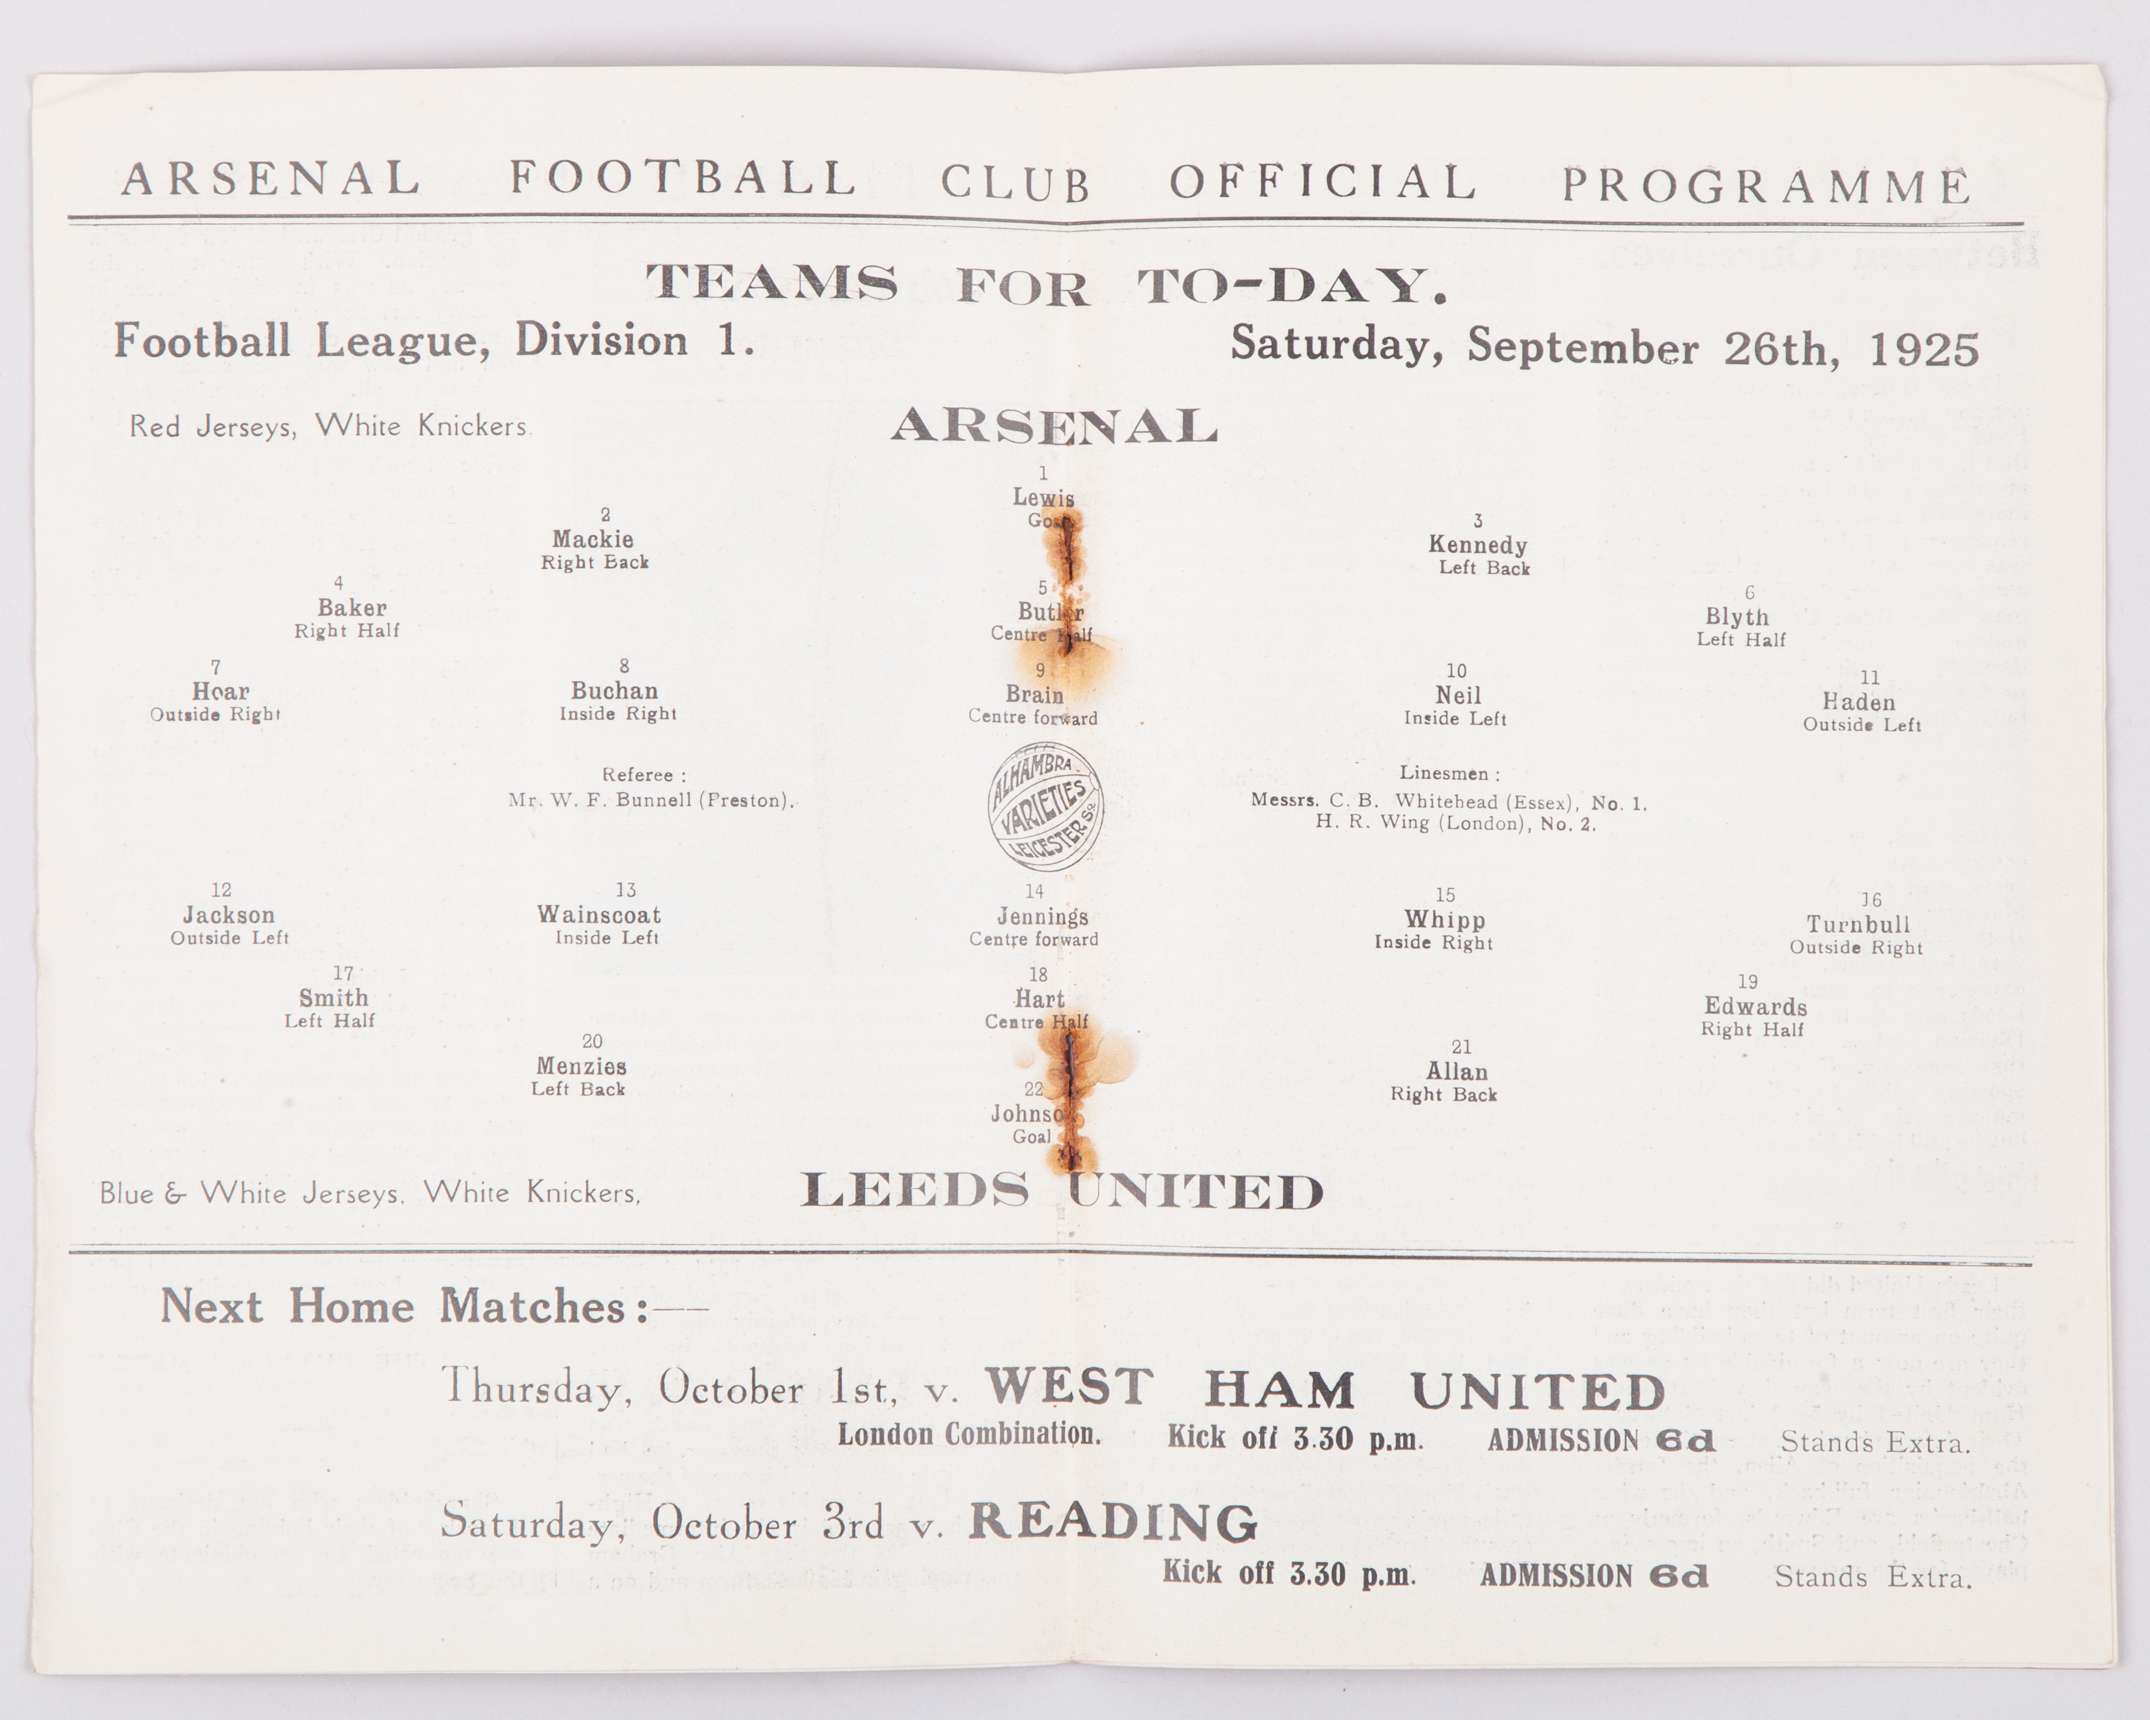 ARSENAL FOOTBALL CLUB OFFICIAL PROGRAMME
TEAMS FOR TO-DAY.
Football League, Division 1. Saturday, September 26th, 1925
Red Jerseys, White Knickers.
ARSENAL
1
Lewis
Goal
2
Mackie
Right Back
3
Kennedy
Left Back
4
Baker
Right Half
5
Butler
Centre Half
6
Blyth
Left Half
7
Hoar
Outside Right
8
Buchan
Inside Right
9
Brain
Centre forward
10
Neil
Inside Left
11
Haden
Outside Left
Referee :
Mr. W. F. Bunnell (Preston).
ALHAMBRA
VARIETIES
LEICESTER SQ
Linesmen :
Messrs. C. B. Whitehead (Essex), No. 1.
H. R. Wing (London), No. 2.
12
Jackson
Outside Left
13
Wainscoat
Inside Left
14
Jennings
Centre forward
15
Whipp
Inside Right
16
Turnbull
Outside Right
17
Smith
Left Half
18
Hart
Centre Half
19
Edwards
Right Half
20
Menzies
Left Back
21
Allan
Right Back
22
Johnso
Goal
Blue & White Jerseys. White Knickers,
LEEDS UNITED
Next Home Matches :—
Thursday, October 1st., v. WEST HAM UNITED
London Combination. Kick off 3.30 p.m. ADMISSION 6d Stands Extra.
Saturday, October 3rd v. READING
Kick off 3.30 p.m. ADMISSION 6d Stands Extra.